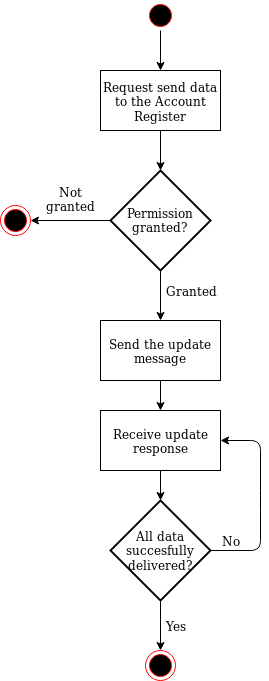 Request send data
to the Account
Register
Permission
granted?
Not
granted
Granted
Send the update
message
Receive update
response
All data
succesfully
delivered?
No
Yes